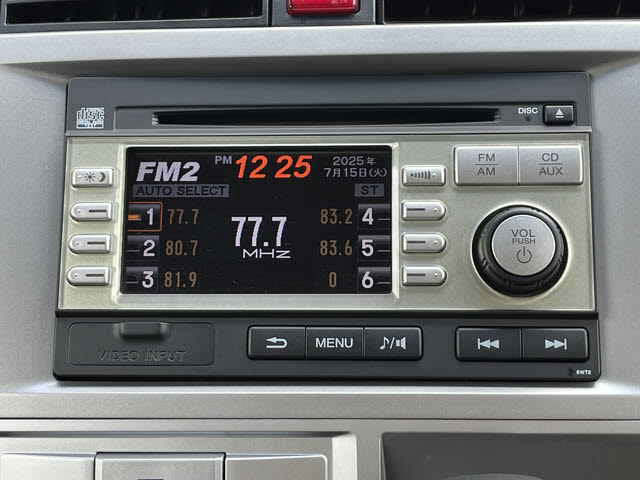 DISC
disc
FM2
PM 12 25
2025年
7月15日(火)
AUTO SELECT
ST
1 77.7
2 80.7
3 81.9
77.7
MHz
83.2 4
83.6 5
0 6
FM
AM
CD
AUX
VOL
PUSH
VIDEO INPUT
MENU
6WT2